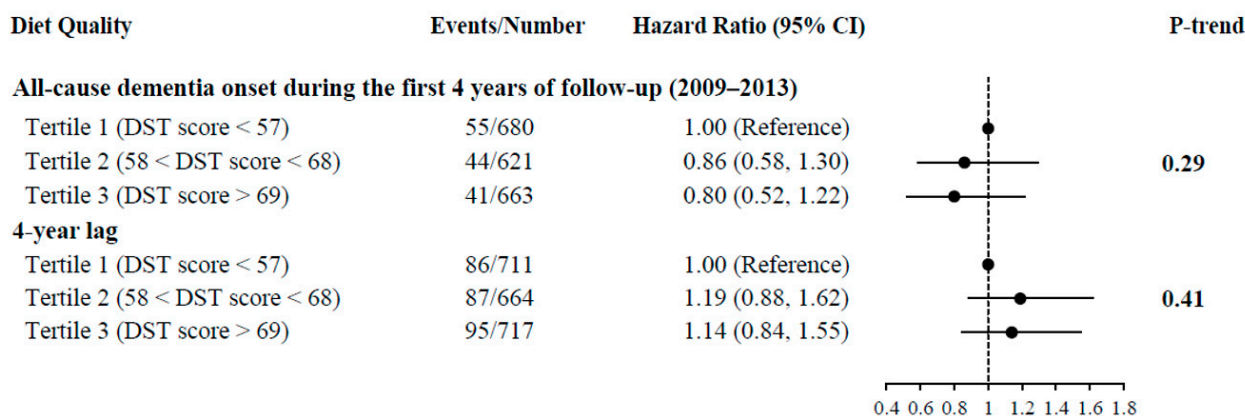 Diet Quality Events/Number Hazard Ratio (95% CI) P-trend
All-cause dementia onset during the first 4 years of follow-up (2009–2013)
Tertile 1 (DST score < 57) 55/680 1.00 (Reference)
Tertile 2 (58 < DST score < 68) 44/621 0.86 (0.58, 1.30) 0.29
Tertile 3 (DST score > 69) 41/663 0.80 (0.52, 1.22)
4-year lag
Tertile 1 (DST score < 57) 86/711 1.00 (Reference)
Tertile 2 (58 < DST score < 68) 87/664 1.19 (0.88, 1.62) 0.41
Tertile 3 (DST score > 69) 95/717 1.14 (0.84, 1.55)
0.4 0.6 0.8 1 1.2 1.4 1.6 1.8